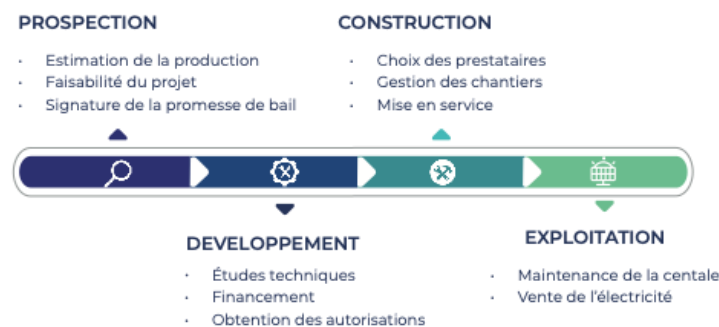 PROSPECTION
· Estimation de la production
· Faisabilité du projet
· Signature de la promesse de bail
CONSTRUCTION
· Choix des prestataires
· Gestion des chantiers
· Mise en service
DEVELOPPEMENT
· Études techniques
· Financement
· Obtention des autorisations
EXPLOITATION
· Maintenance de la centale
· Vente de l’électricité